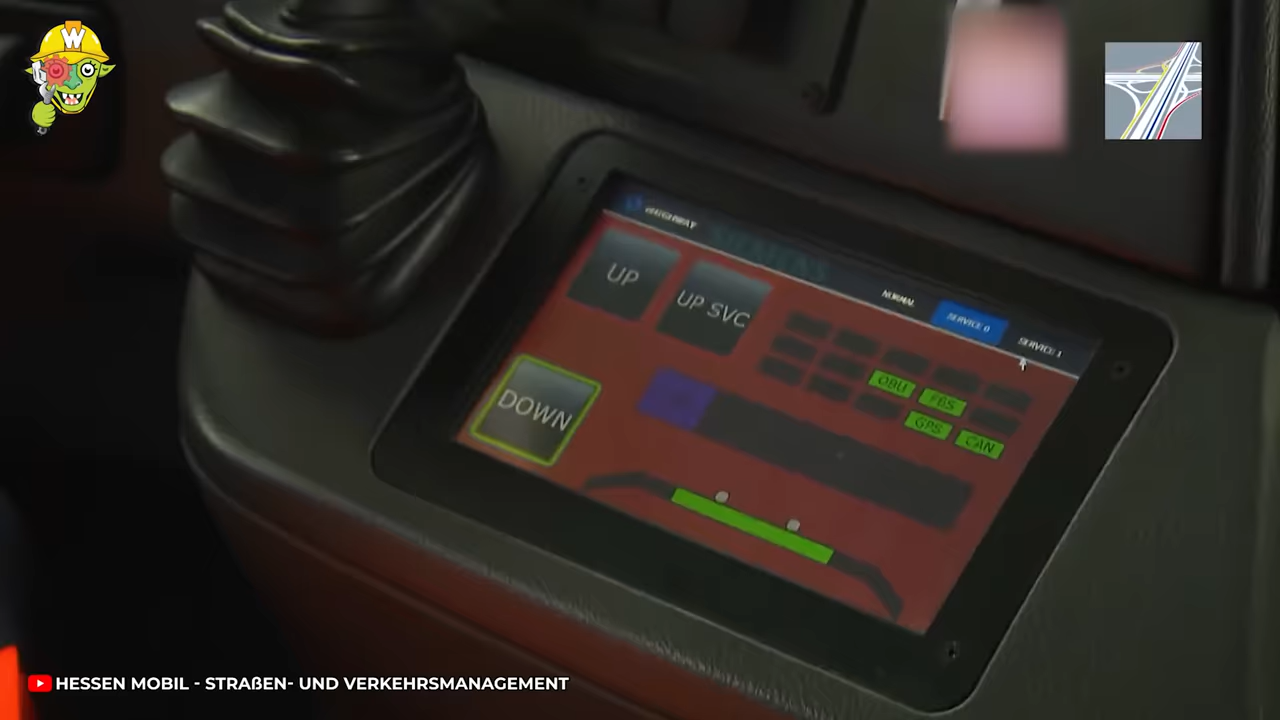 W
eHIGHWAY
SIEMENS
NORMAL
SERVICE 0
SERVICE 1
UP
UP SVC
DOWN
OBU
FBS
GPS
CAN
HESSEN MOBIL - STRAßEN- UND VERKEHRSMANAGEMENT